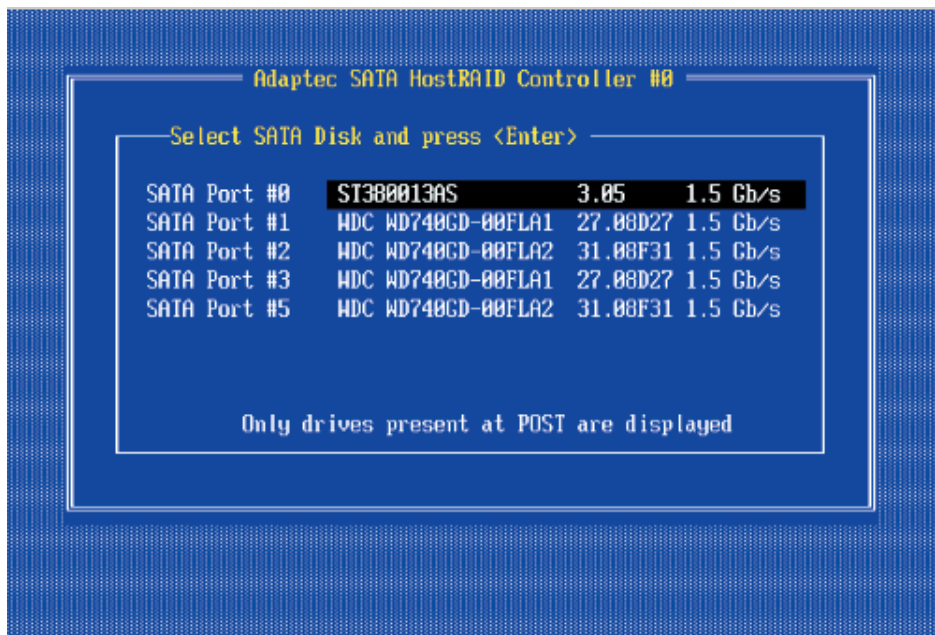 Adaptec SATA HostRAID Controller #0
Select SATA Disk and press <Enter>
SATA Port #0 ST380013AS 3.05 1.5 Gb/s
SATA Port #1 WDC WD740GD-00FLA1 27.08D27 1.5 Gb/s
SATA Port #2 WDC WD740GD-00FLA2 31.08F31 1.5 Gb/s
SATA Port #3 WDC WD740GD-00FLA1 27.08D27 1.5 Gb/s
SATA Port #5 WDC WD740GD-00FLA2 31.08F31 1.5 Gb/s
Only drives present at POST are displayed